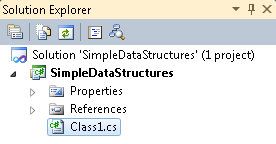 Solution Explorer
Solution 'SimpleDataStructures' (1 project)
SimpleDataStructures
Properties
References
Class1.cs